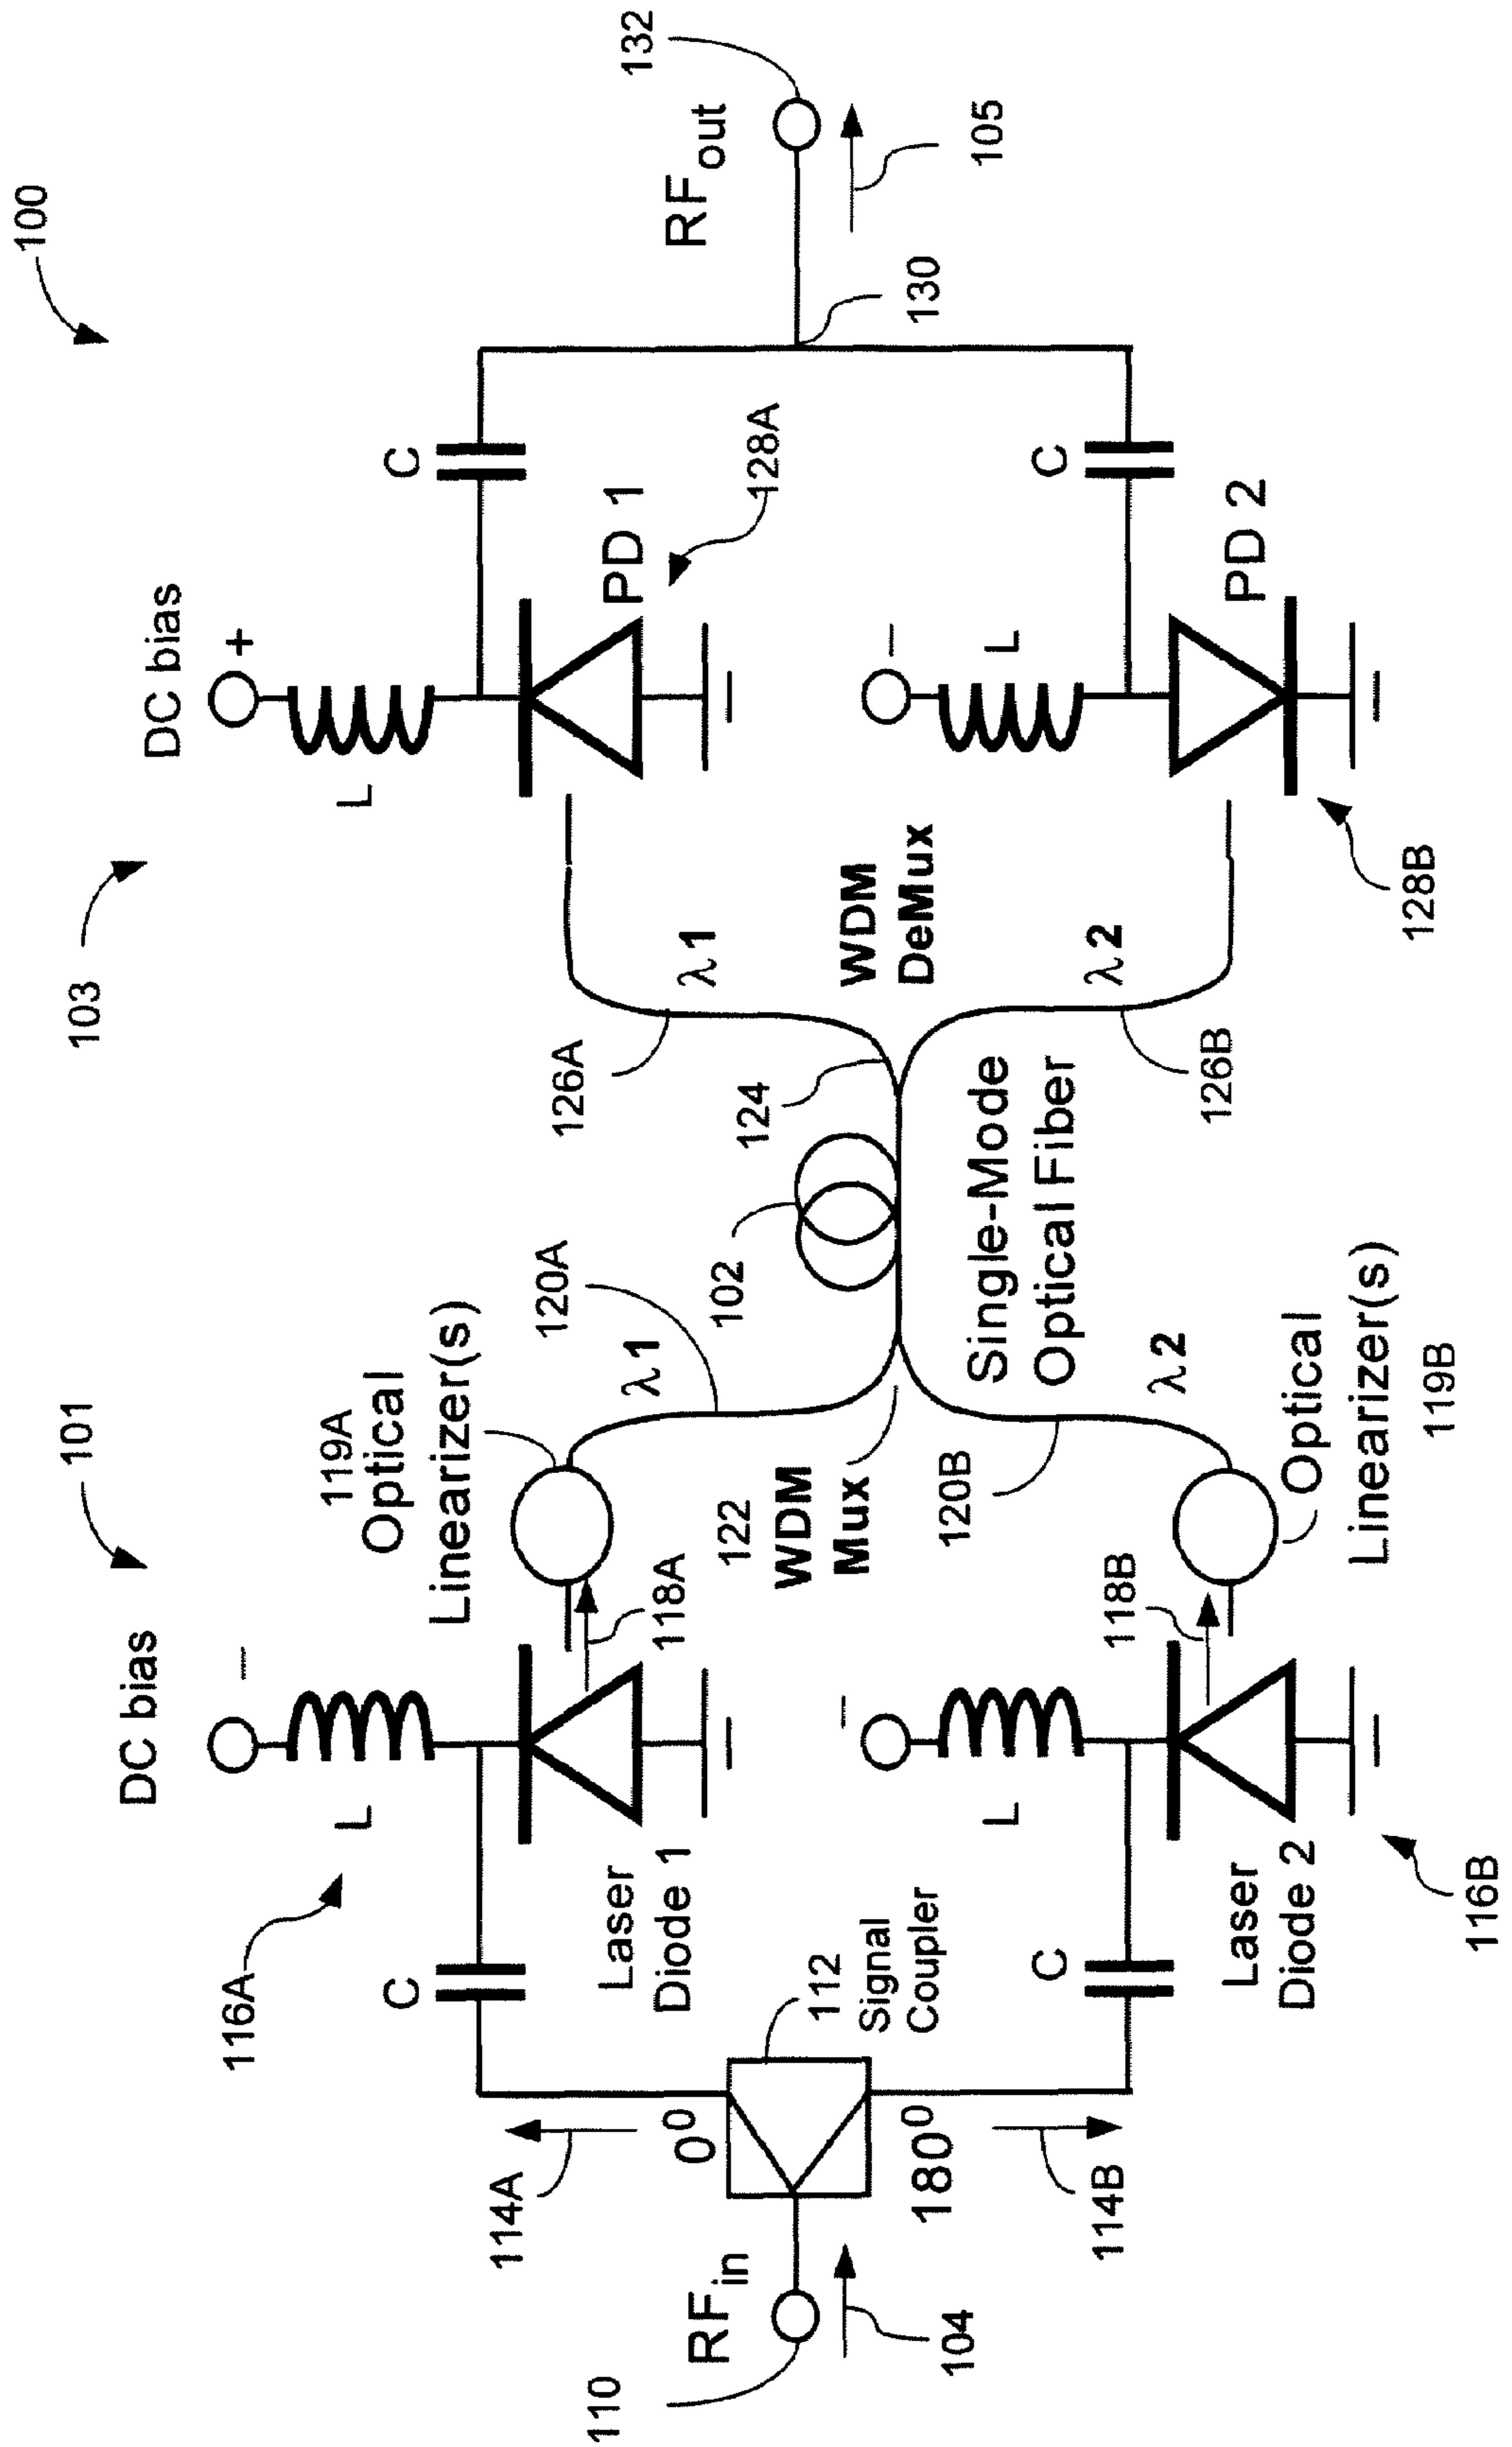 100
101
103
DC bias
DC bias
−
+
116A
L
L
119A
Optical
Linearizer(s)
C
C
120A
λ1
126A
λ1
118A
Laser
Diode 1
PD 1
128A
RFout
132
114A
0⁰
RFin
110
104
112
Signal
Coupler
122
WDM
Mux
102
124
WDM
DeMux
130
105
180⁰
114B
120B
Single-Mode
Optical Fiber
−
−
L
L
C
C
118B
λ2
126B
λ2
Laser
Diode 2
PD 2
Optical
Linearizer(s)
119B
116B
128B